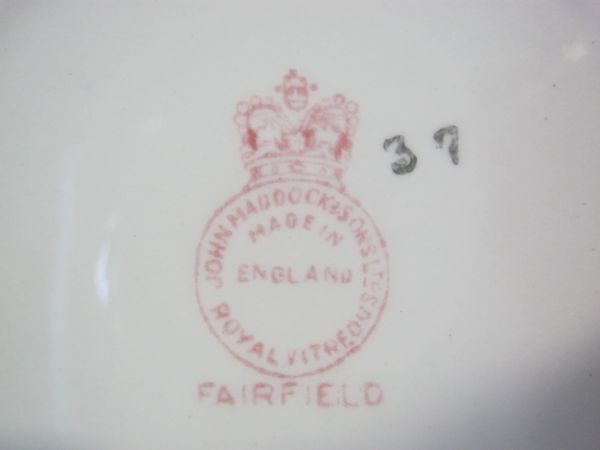 JOHN MADDOCK & SONS LTD
MADE IN
ENGLAND
ROYAL VITREOUS
FAIRFIELD
37